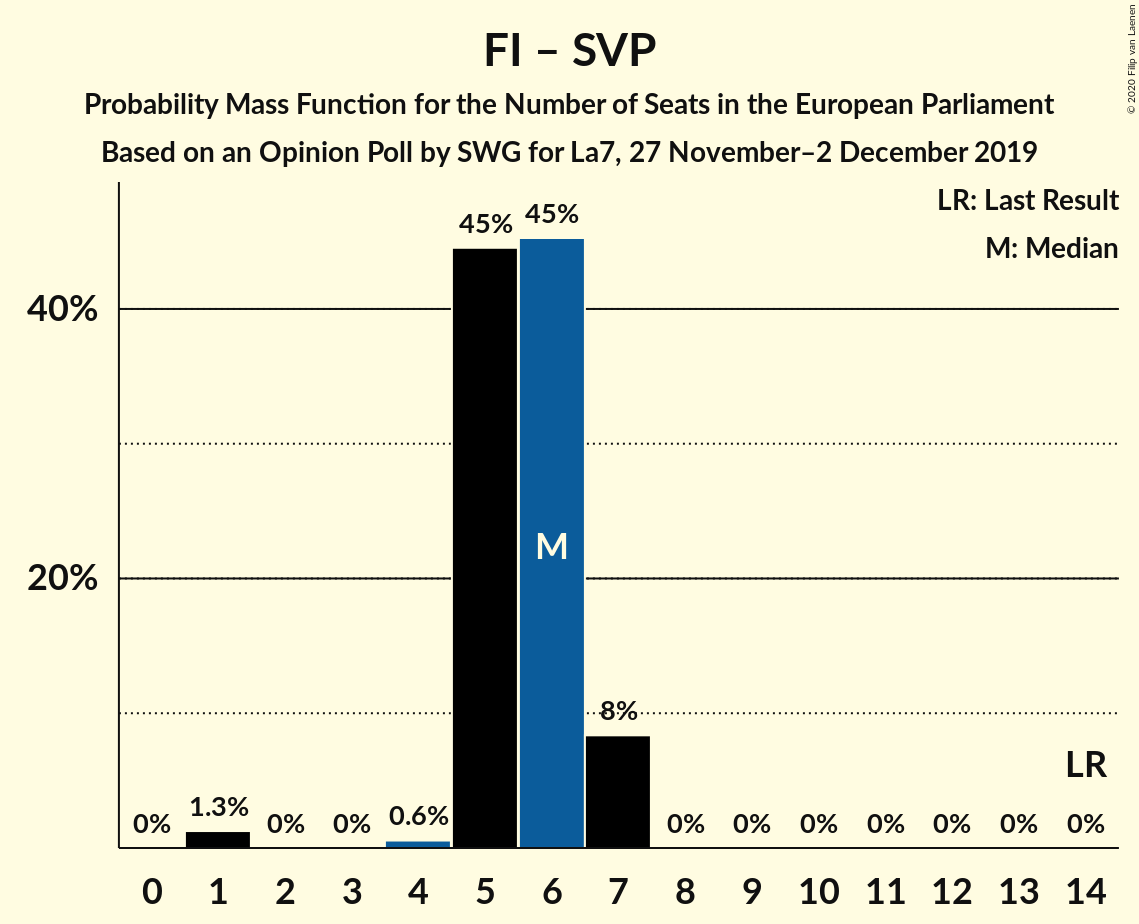 FI – SVP
Probability Mass Function for the Number of Seats in the European Parliament
Based on an Opinion Poll by SWG for La7, 27 November–2 December 2019
© 2020 Filip van Laenen
LR: Last Result
M: Median
45% 45%
40%
M
20%
8%
LR
0% 1.3% 0% 0% 0.6% 0% 0% 0% 0% 0% 0% 0%
0 1 2 3 4 5 6 7 8 9 10 11 12 13 14